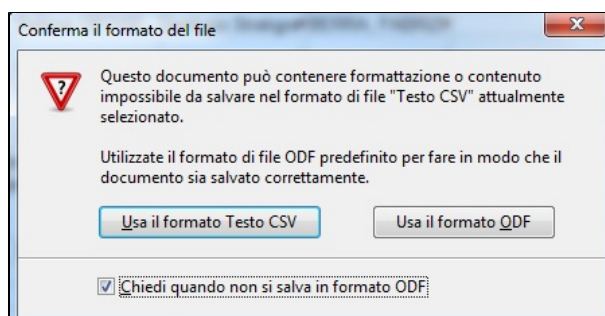 Conferma il formato del file
Questo documento può contenere formattazione o contenuto
impossibile da salvare nel formato di file "Testo CSV" attualmente
selezionato.
Utilizzate il formato di file ODF predefinito per fare in modo che il
documento sia salvato correttamente.
Usa il formato Testo CSV
Usa il formato ODF
Chiedi quando non si salva in formato ODF